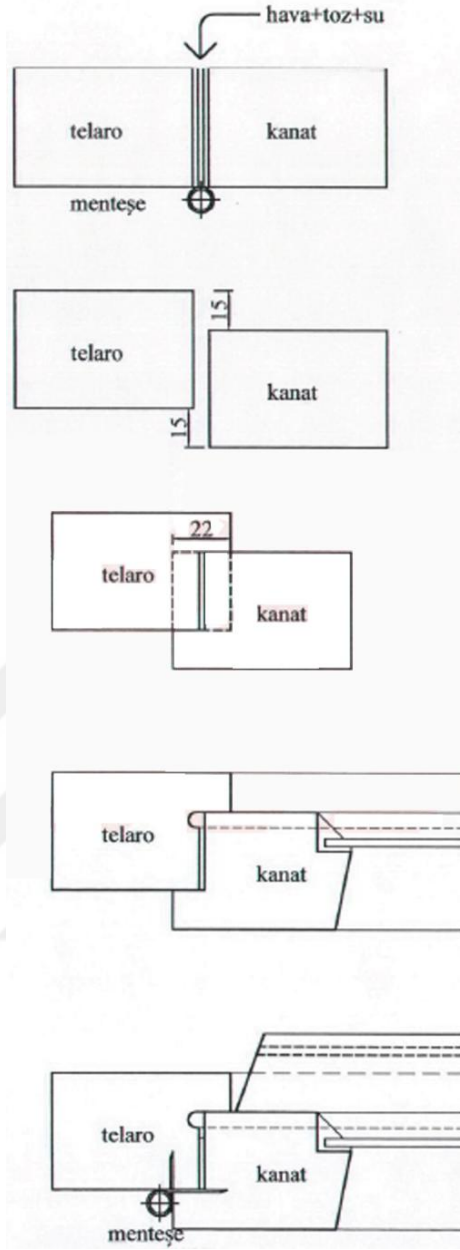 hava+toz+su
telaro kanat
menteşe
15
telaro
kanat
15
22
telaro
kanat
telaro
kanat
telaro
kanat
menteşe